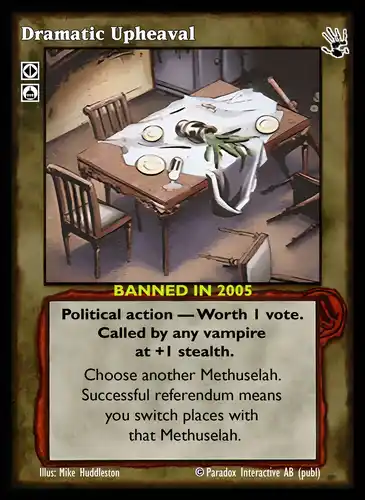 Dramatic Upheaval
BANNED IN 2005
Political action — Worth 1 vote.
Called by any vampire
at +1 stealth.
Choose another Methuselah.
Successful referendum means
you switch places with
that Methuselah.
Illus: Mike Huddleston © Paradox Interactive AB (publ)